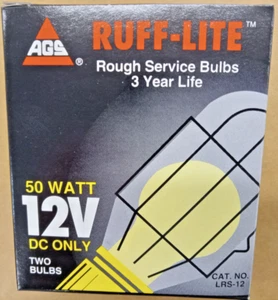 AGS ®
RUFF-LITE™
Rough Service Bulbs
3 Year Life
50 WATT
12V
DC ONLY
TWO
BULBS
CAT. NO.
LRS-12